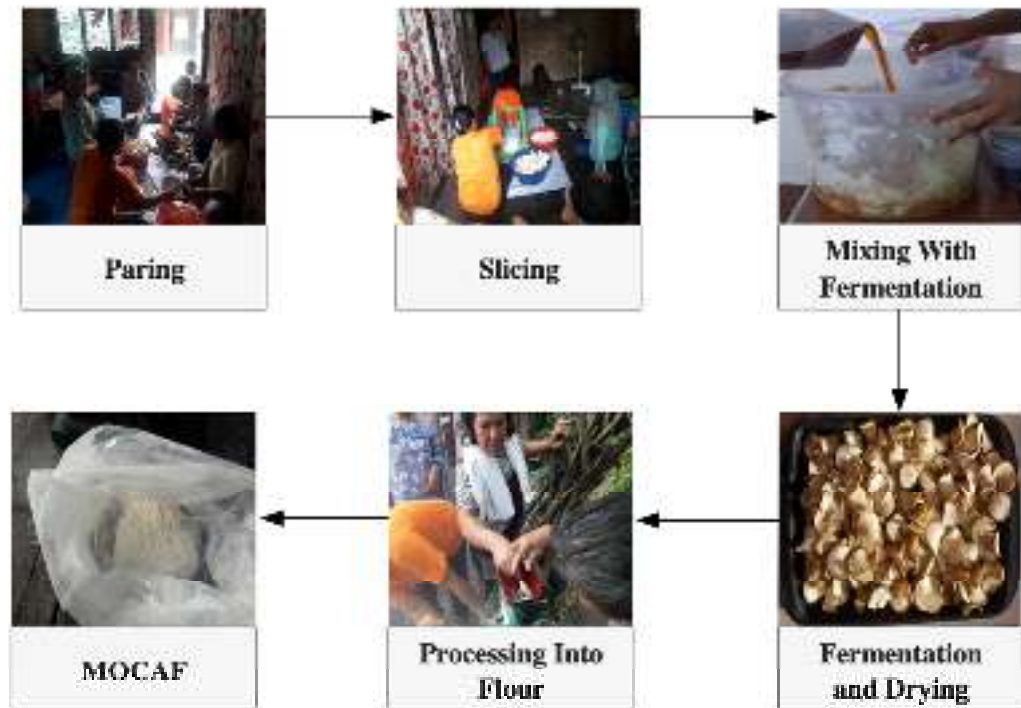 Paring
Slicing
Mixing With
Fermentation
Fermentation
and Drying
Processing Into
Flour
MOCAF